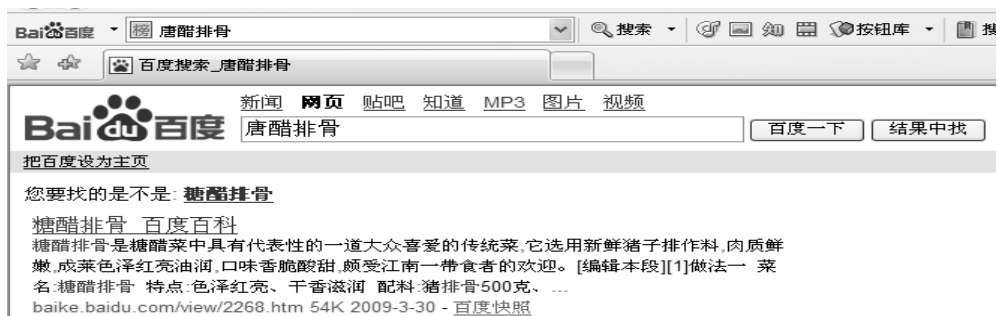 Bai百度 榜 唐醋排骨 搜索 知 按钮库 搜
百度搜索_唐醋排骨
新闻 网页 贴吧 知道 MP3 图片 视频
Bai du 百度 唐醋排骨 百度一下 结果中找
把百度设为主页
您要找的是不是: 糖醋排骨
糖醋排骨_百度百科
糖醋排骨是糖醋菜中具有代表性的一道大众喜爱的传统菜,它选用新鲜猪子排作料,肉质鲜
嫩,成菜色泽红亮油润,口味香脆酸甜,颇受江南一带食者的欢迎。[编辑本段][1]做法一 菜
名:糖醋排骨 特点:色泽红亮、干香滋润 配料:猪排骨500克、...
baike.baidu.com/view/2268.htm 54K 2009-3-30 - 百度快照